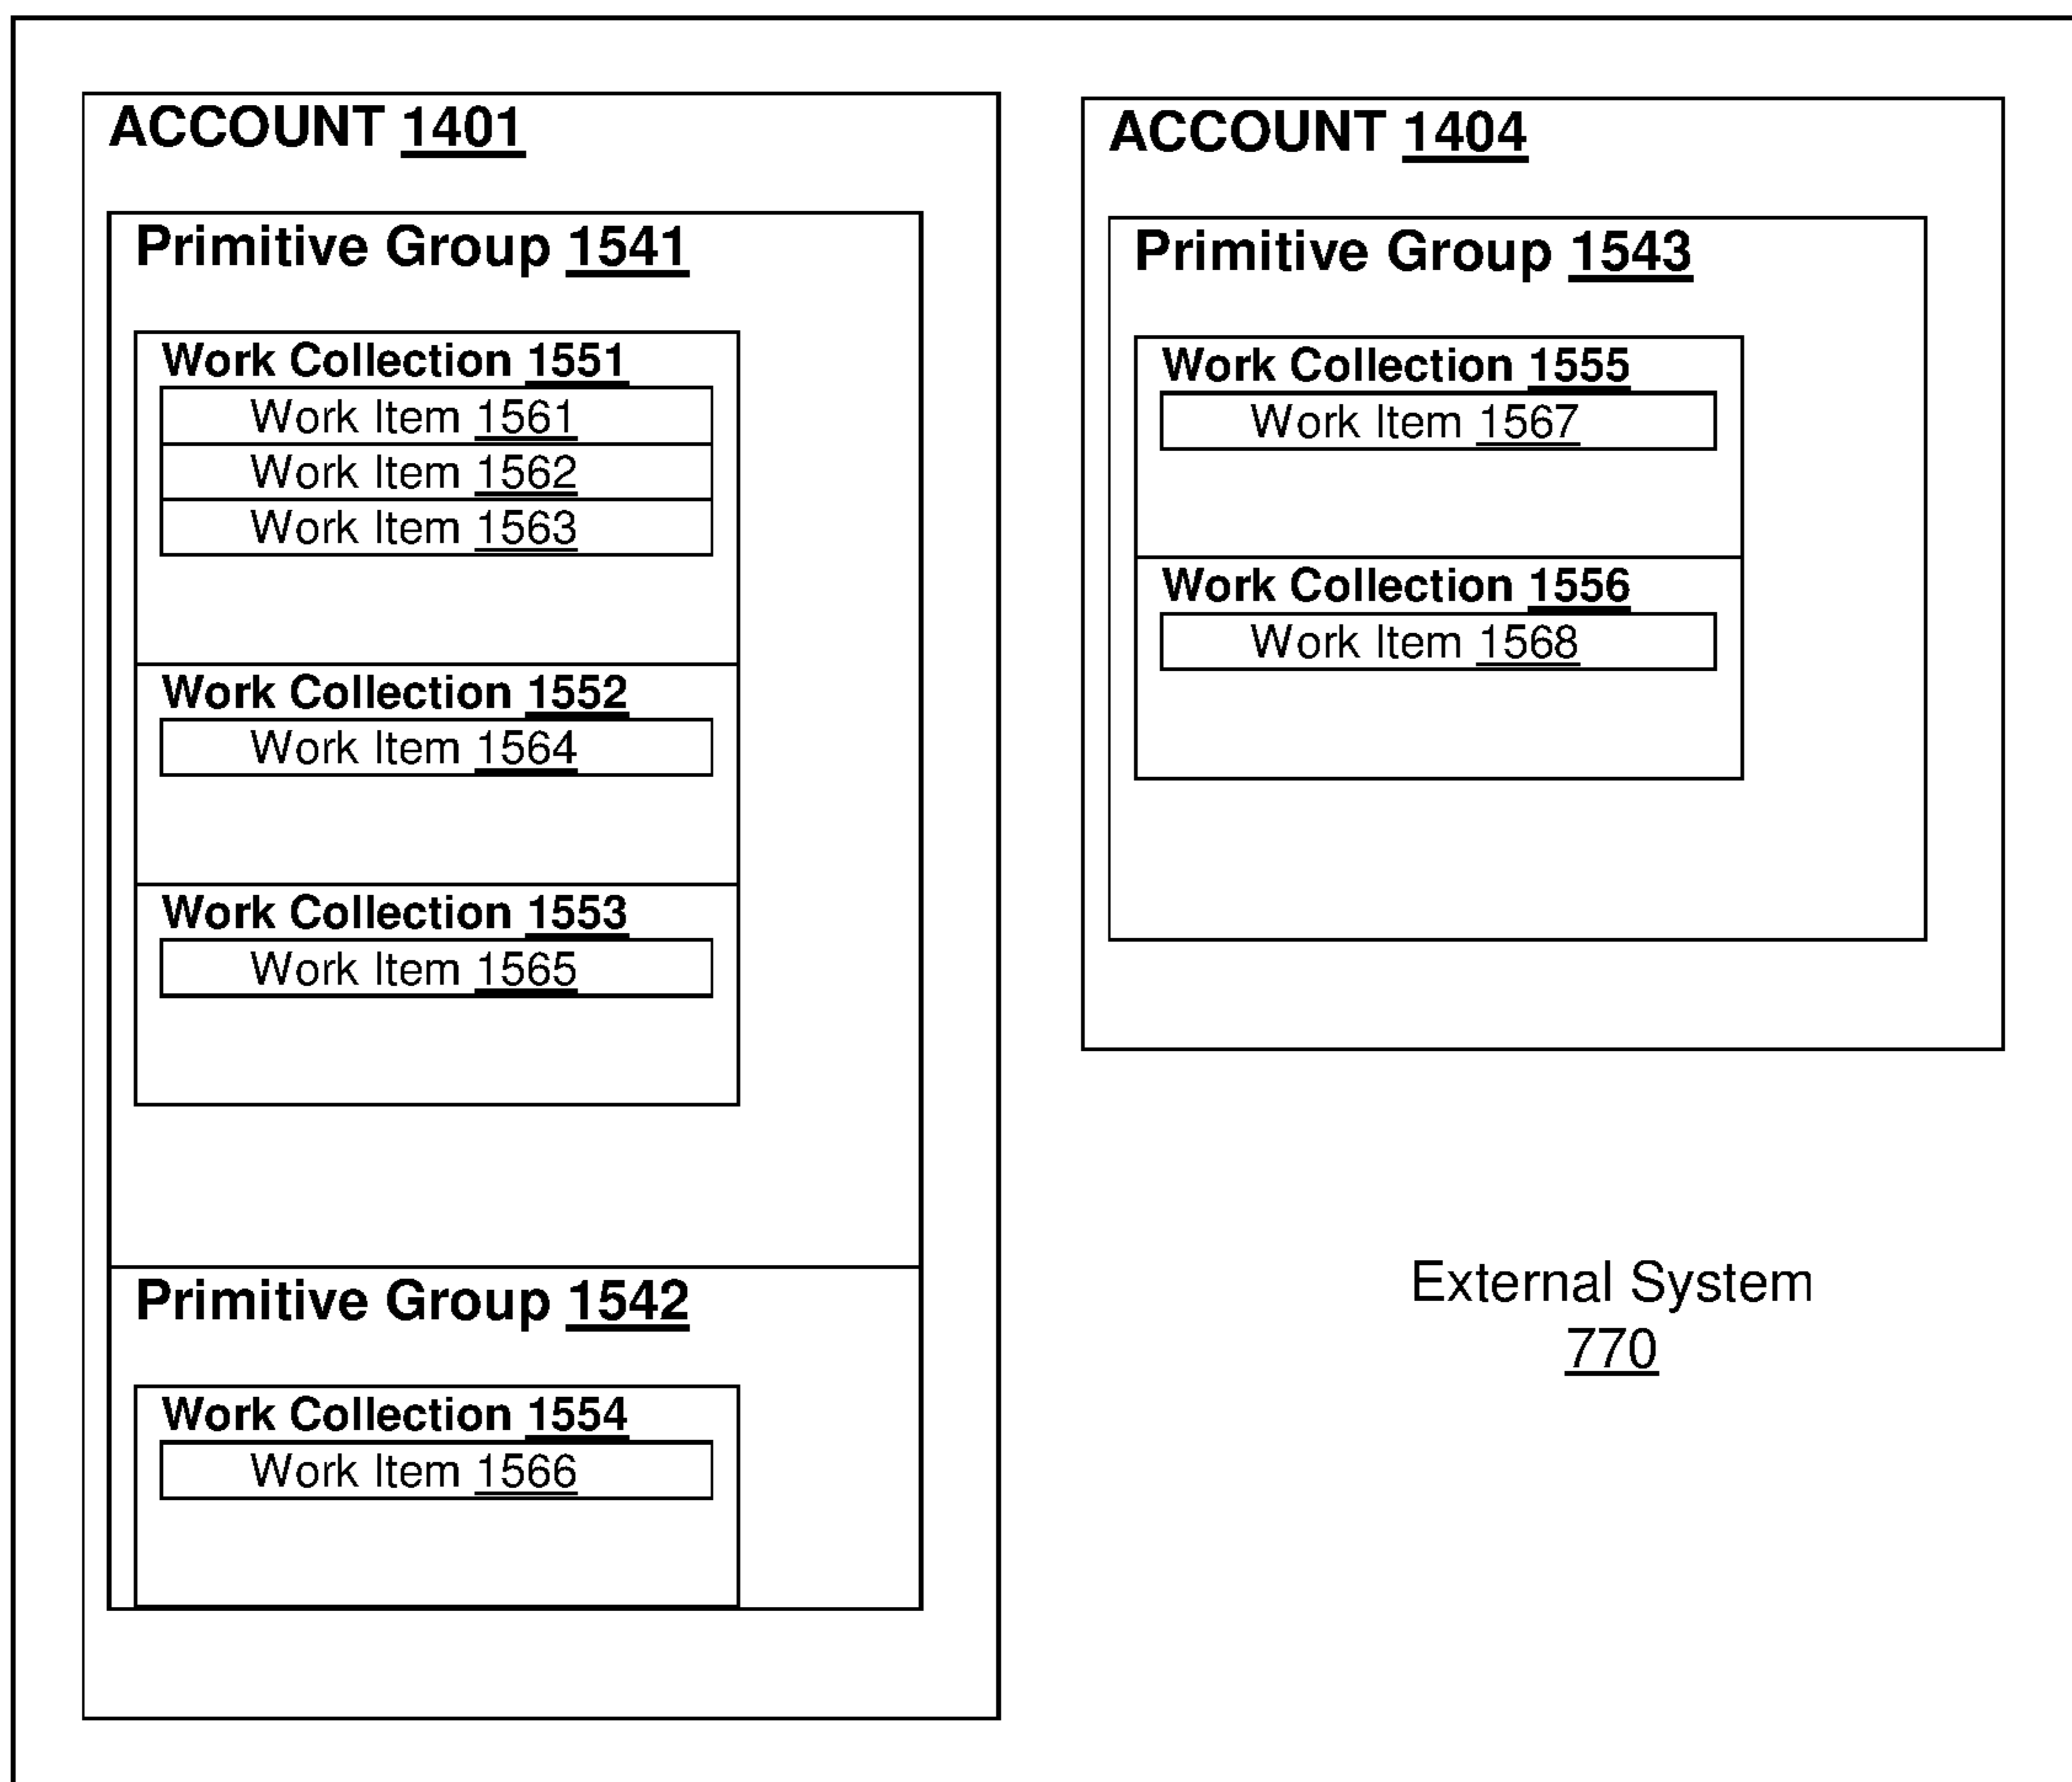 ACCOUNT 1401
Primitive Group 1541
Work Collection 1551
Work Item 1561
Work Item 1562
Work Item 1563
Work Collection 1552
Work Item 1564
Work Collection 1553
Work Item 1565
Primitive Group 1542
Work Collection 1554
Work Item 1566
ACCOUNT 1404
Primitive Group 1543
Work Collection 1555
Work Item 1567
Work Collection 1556
Work Item 1568
External System
770